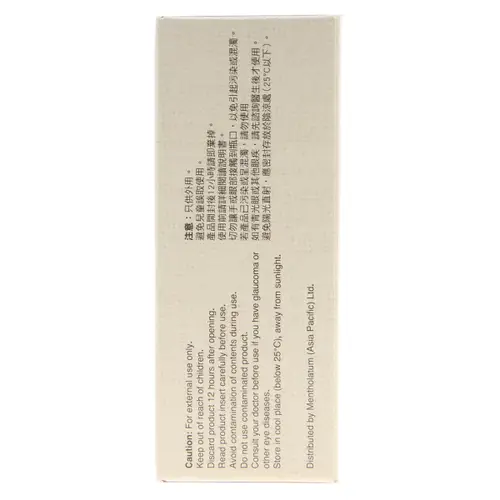 注意：只供外用。
避免兒童誤取使用。
產品開封後12小時請即棄掉。
使用前請詳細閱讀說明書。
切勿讓手或眼部接觸到瓶口，以免引起污染或混濁。
若產品已污染或呈混濁，請勿使用。
如有青光眼或其他眼疾，請先諮詢醫生後才使用。
避免陽光直射，應密封存放於陰涼處（25℃以下）。
Caution: For external use only.
Keep out of reach of children.
Discard product 12 hours after opening.
Read product insert carefully before use.
Avoid contamination of contents during use.
Do not use contaminated product.
Consult your doctor before use if you have glaucoma or
other eye diseases.
Store in cool place (below 25°C), away from sunlight.
Distributed by Mentholatum (Asia Pacific) Ltd.